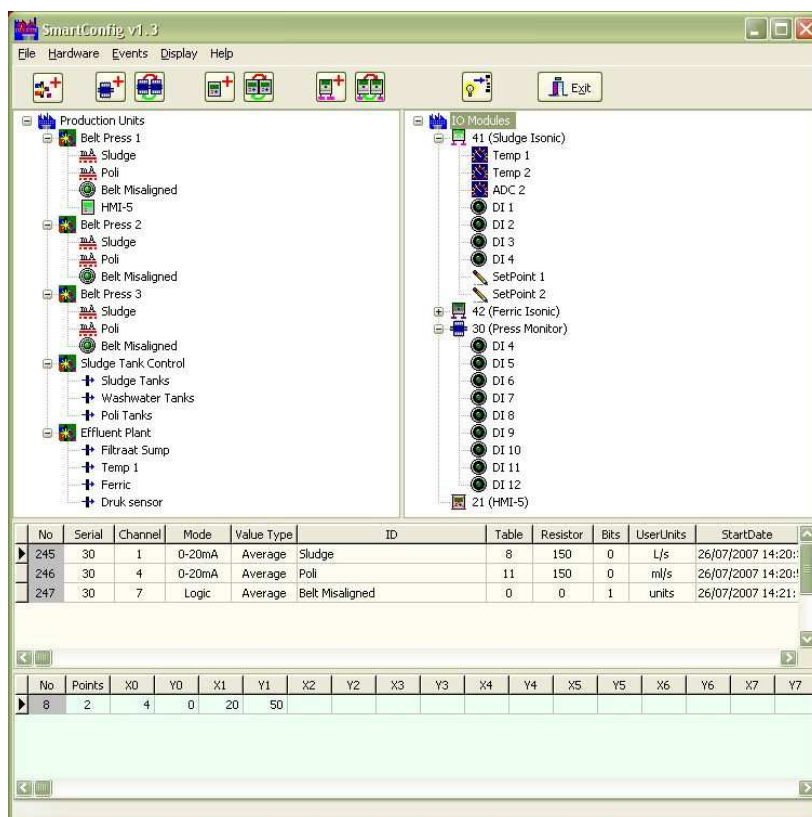 SmartConfig v1.3
File Hardware Events Display Help
Exit
Production Units
Belt Press 1
mA Sludge
mA Poli
Belt Misaligned
HMI-5
Belt Press 2
mA Sludge
mA Poli
Belt Misaligned
Belt Press 3
mA Sludge
mA Poli
Belt Misaligned
Sludge Tank Control
Sludge Tanks
Washwater Tanks
Poli Tanks
Effluent Plant
Filtraat Sump
Temp 1
Ferric
Druk sensor
IO Modules
41 (Sludge Isonic)
Temp 1
Temp 2
ADC 2
DI 1
DI 2
DI 3
DI 4
SetPoint 1
SetPoint 2
42 (Ferric Isonic)
30 (Press Monitor)
DI 4
DI 5
DI 6
DI 7
DI 8
DI 9
DI 10
DI 11
DI 12
21 (HMI-5)
No Serial Channel Mode Value Type ID Table Resistor Bits UserUnits StartDate
245 30 1 0-20mA Average Sludge 8 150 0 L/s 26/07/2007 14:20:
246 30 4 0-20mA Average Poli 11 150 0 ml/s 26/07/2007 14:20:
247 30 7 Logic Average Belt Misaligned 0 0 1 units 26/07/2007 14:21:
No Points X0 Y0 X1 Y1 X2 Y2 X3 Y3 X4 Y4 X5 Y5 X6 Y6 X7 Y7
8 2 4 0 20 50